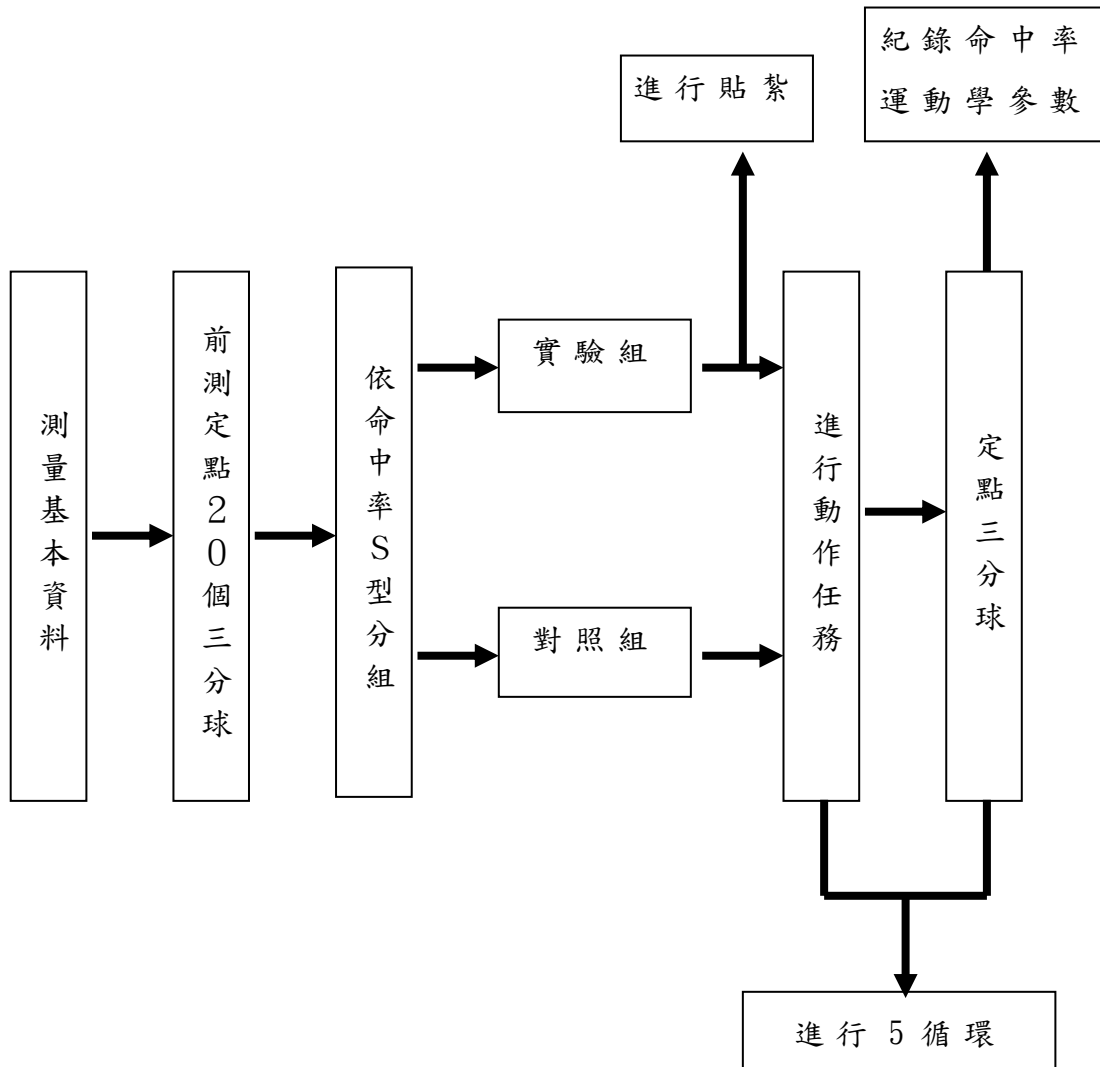 紀錄命中率
運動學參數
進行貼紮
測量基本資料
前測定點20個三分球
依命中率S型分組
實驗組
對照組
進行動作任務
定點三分球
進行5循環